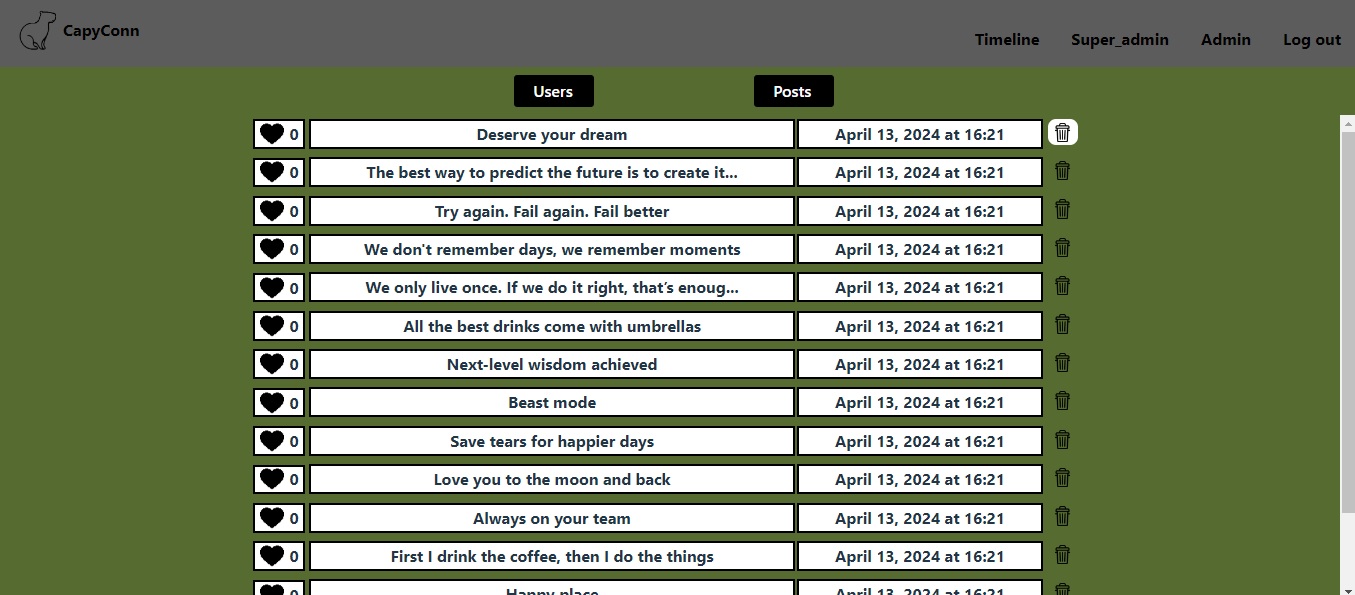 CapyConn
Timeline Super_admin Admin Log out
Users Posts
0 Deserve your dream April 13, 2024 at 16:21
0 The best way to predict the future is to create it... April 13, 2024 at 16:21
0 Try again. Fail again. Fail better April 13, 2024 at 16:21
0 We don't remember days, we remember moments April 13, 2024 at 16:21
0 We only live once. If we do it right, that’s enoug... April 13, 2024 at 16:21
0 All the best drinks come with umbrellas April 13, 2024 at 16:21
0 Next-level wisdom achieved April 13, 2024 at 16:21
0 Beast mode April 13, 2024 at 16:21
0 Save tears for happier days April 13, 2024 at 16:21
0 Love you to the moon and back April 13, 2024 at 16:21
0 Always on your team April 13, 2024 at 16:21
0 First I drink the coffee, then I do the things April 13, 2024 at 16:21
0 Happy place April 13, 2024 at 16:21